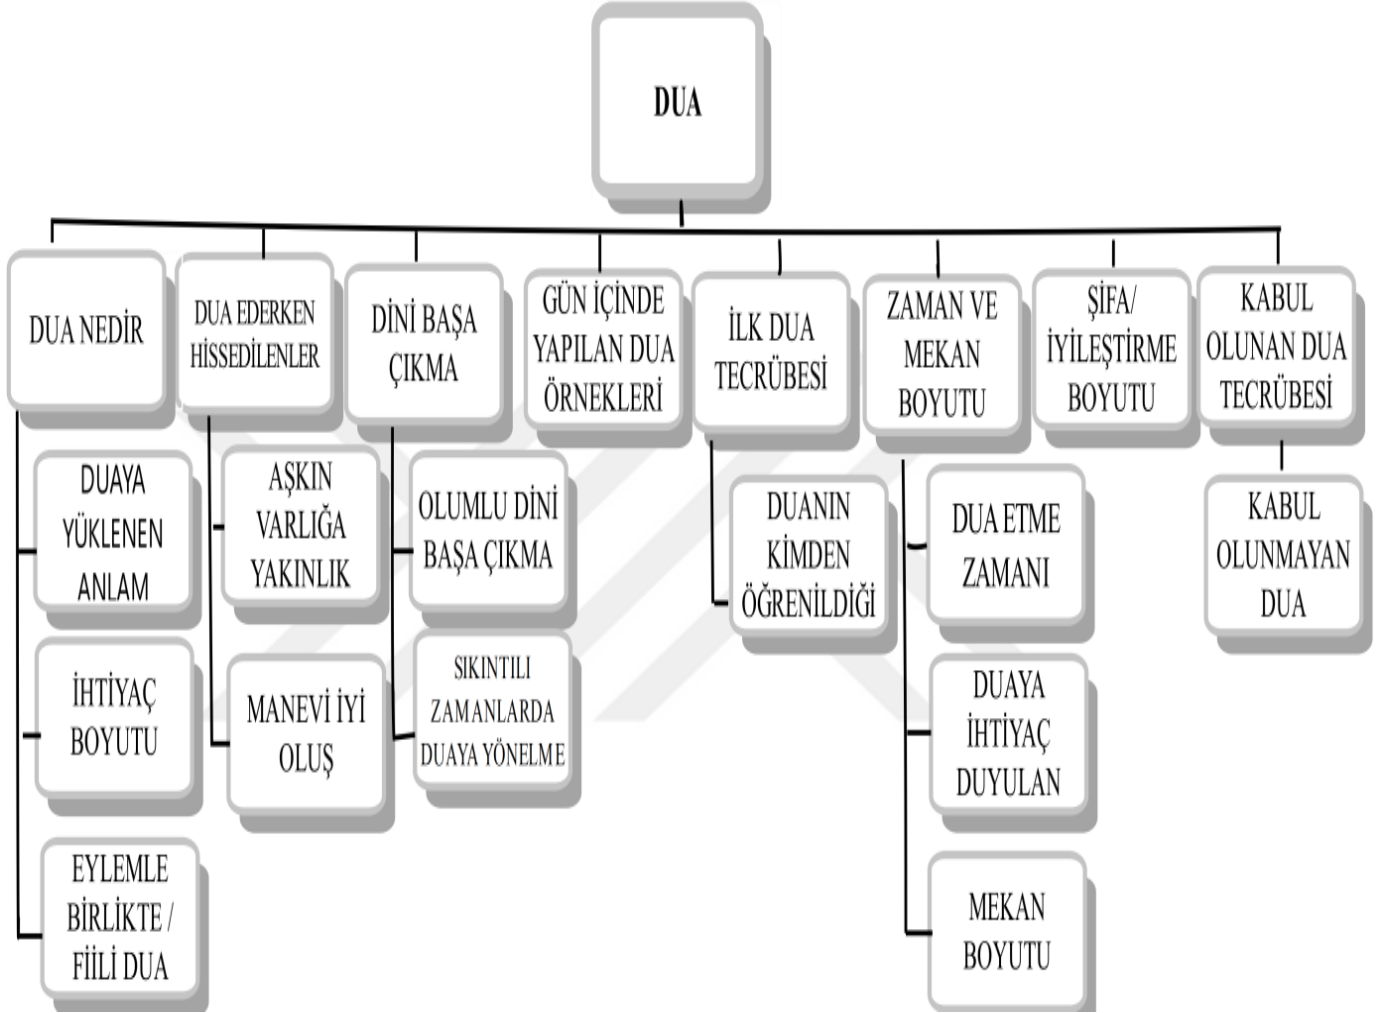 DUA
DUA NEDİR
DUAYA
YÜKLENEN
ANLAM
İHTİYAÇ
BOYUTU
EYLEMLE
BİRLİKTE /
FİİLİ DUA
DUA EDERKEN
HİSSEDİLENLER
AŞKIN
VARLIĞA
YAKINLIK
MANEVİ İYİ
OLUŞ
DİNİ BAŞA
ÇIKMA
OLUMLU DİNİ
BAŞA ÇIKMA
SIKINTILI
ZAMANLARDA
DUAYA YÖNELME
GÜN İÇİNDE
YAPILAN DUA
ÖRNEKLERİ
İLK DUA
TECRÜBESİ
DUANIN
KİMDEN
ÖĞRENİLDİĞİ
ZAMAN VE
MEKAN
BOYUTU
DUA ETME
ZAMANI
DUAYA
İHTİYAÇ
DUYULAN
MEKAN
BOYUTU
ŞİFA/
İYİLEŞTİRME
BOYUTU
KABUL
OLUNAN DUA
TECRÜBESİ
KABUL
OLUNMAYAN
DUA